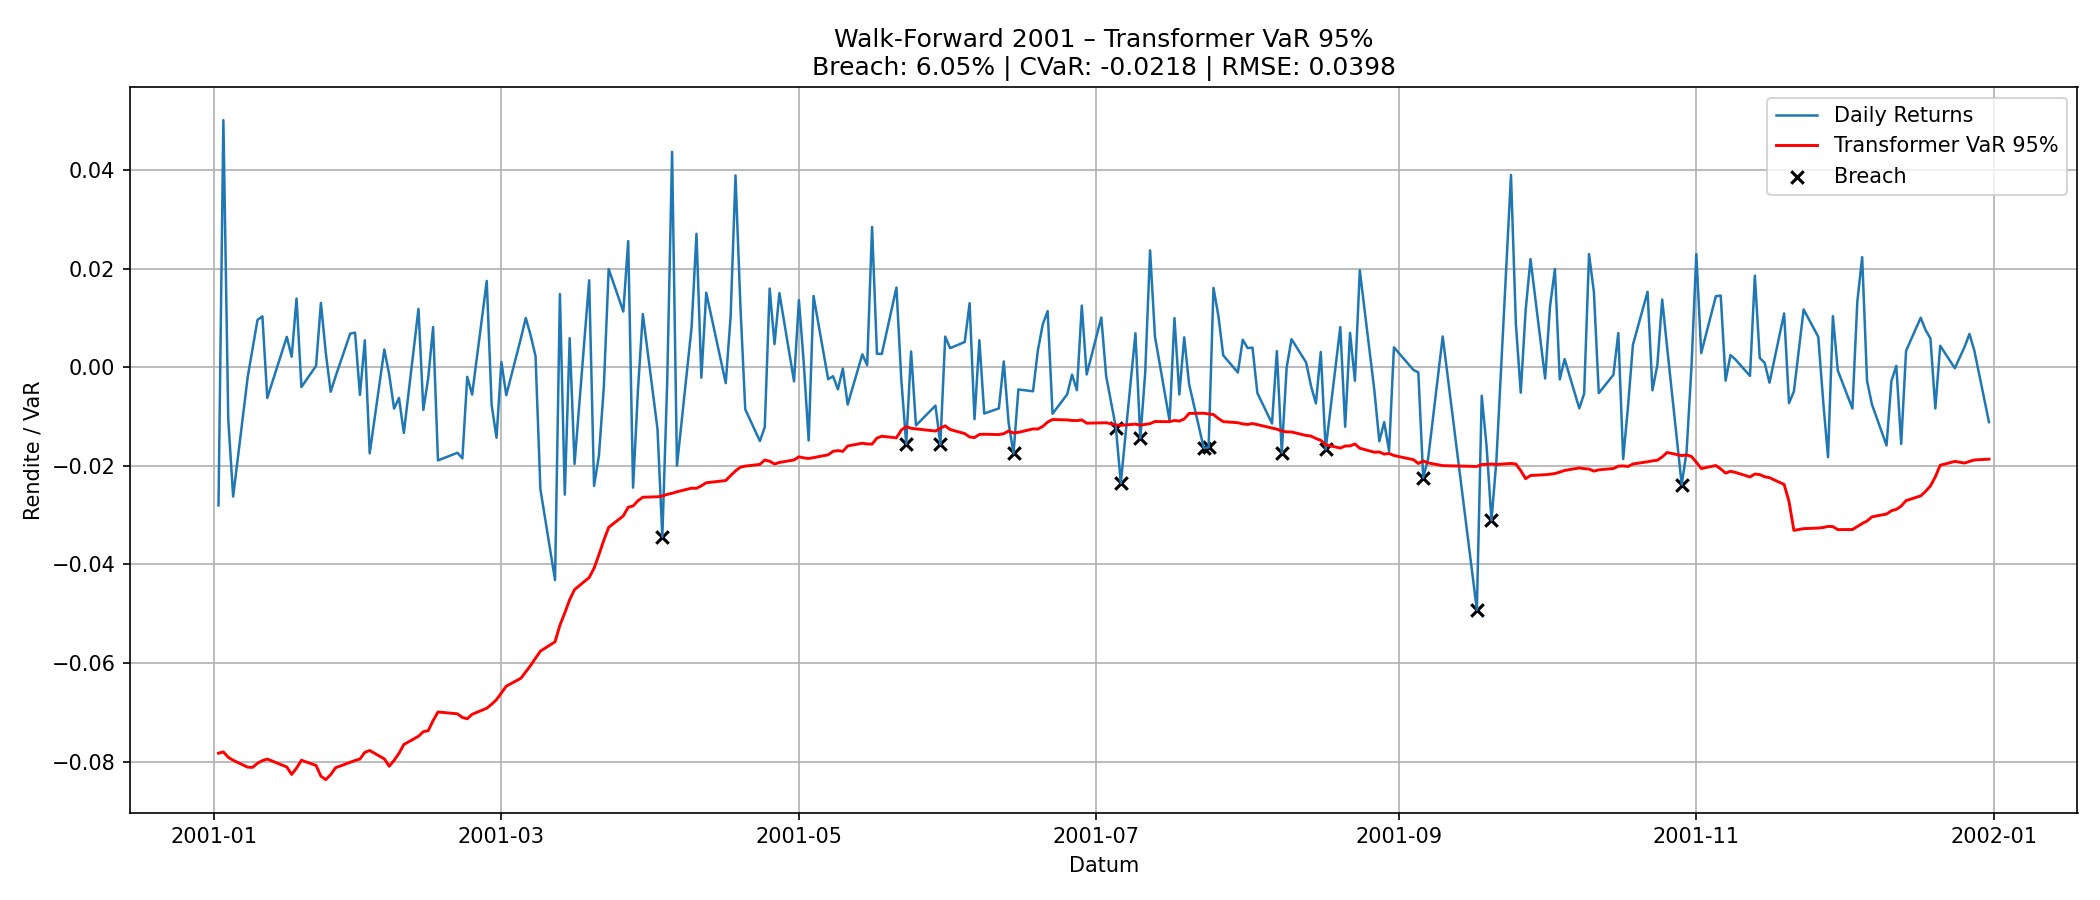 Walk-Forward 2001 – Transformer VaR 95%
Breach: 6.05% | CVaR: -0.0218 | RMSE: 0.0398
Daily Returns
Transformer VaR 95%
Breach
Rendite / VaR
0.04
0.02
0.00
−0.02
−0.04
−0.06
−0.08
2001-01
2001-03
2001-05
2001-07
2001-09
2001-11
2002-01
Datum